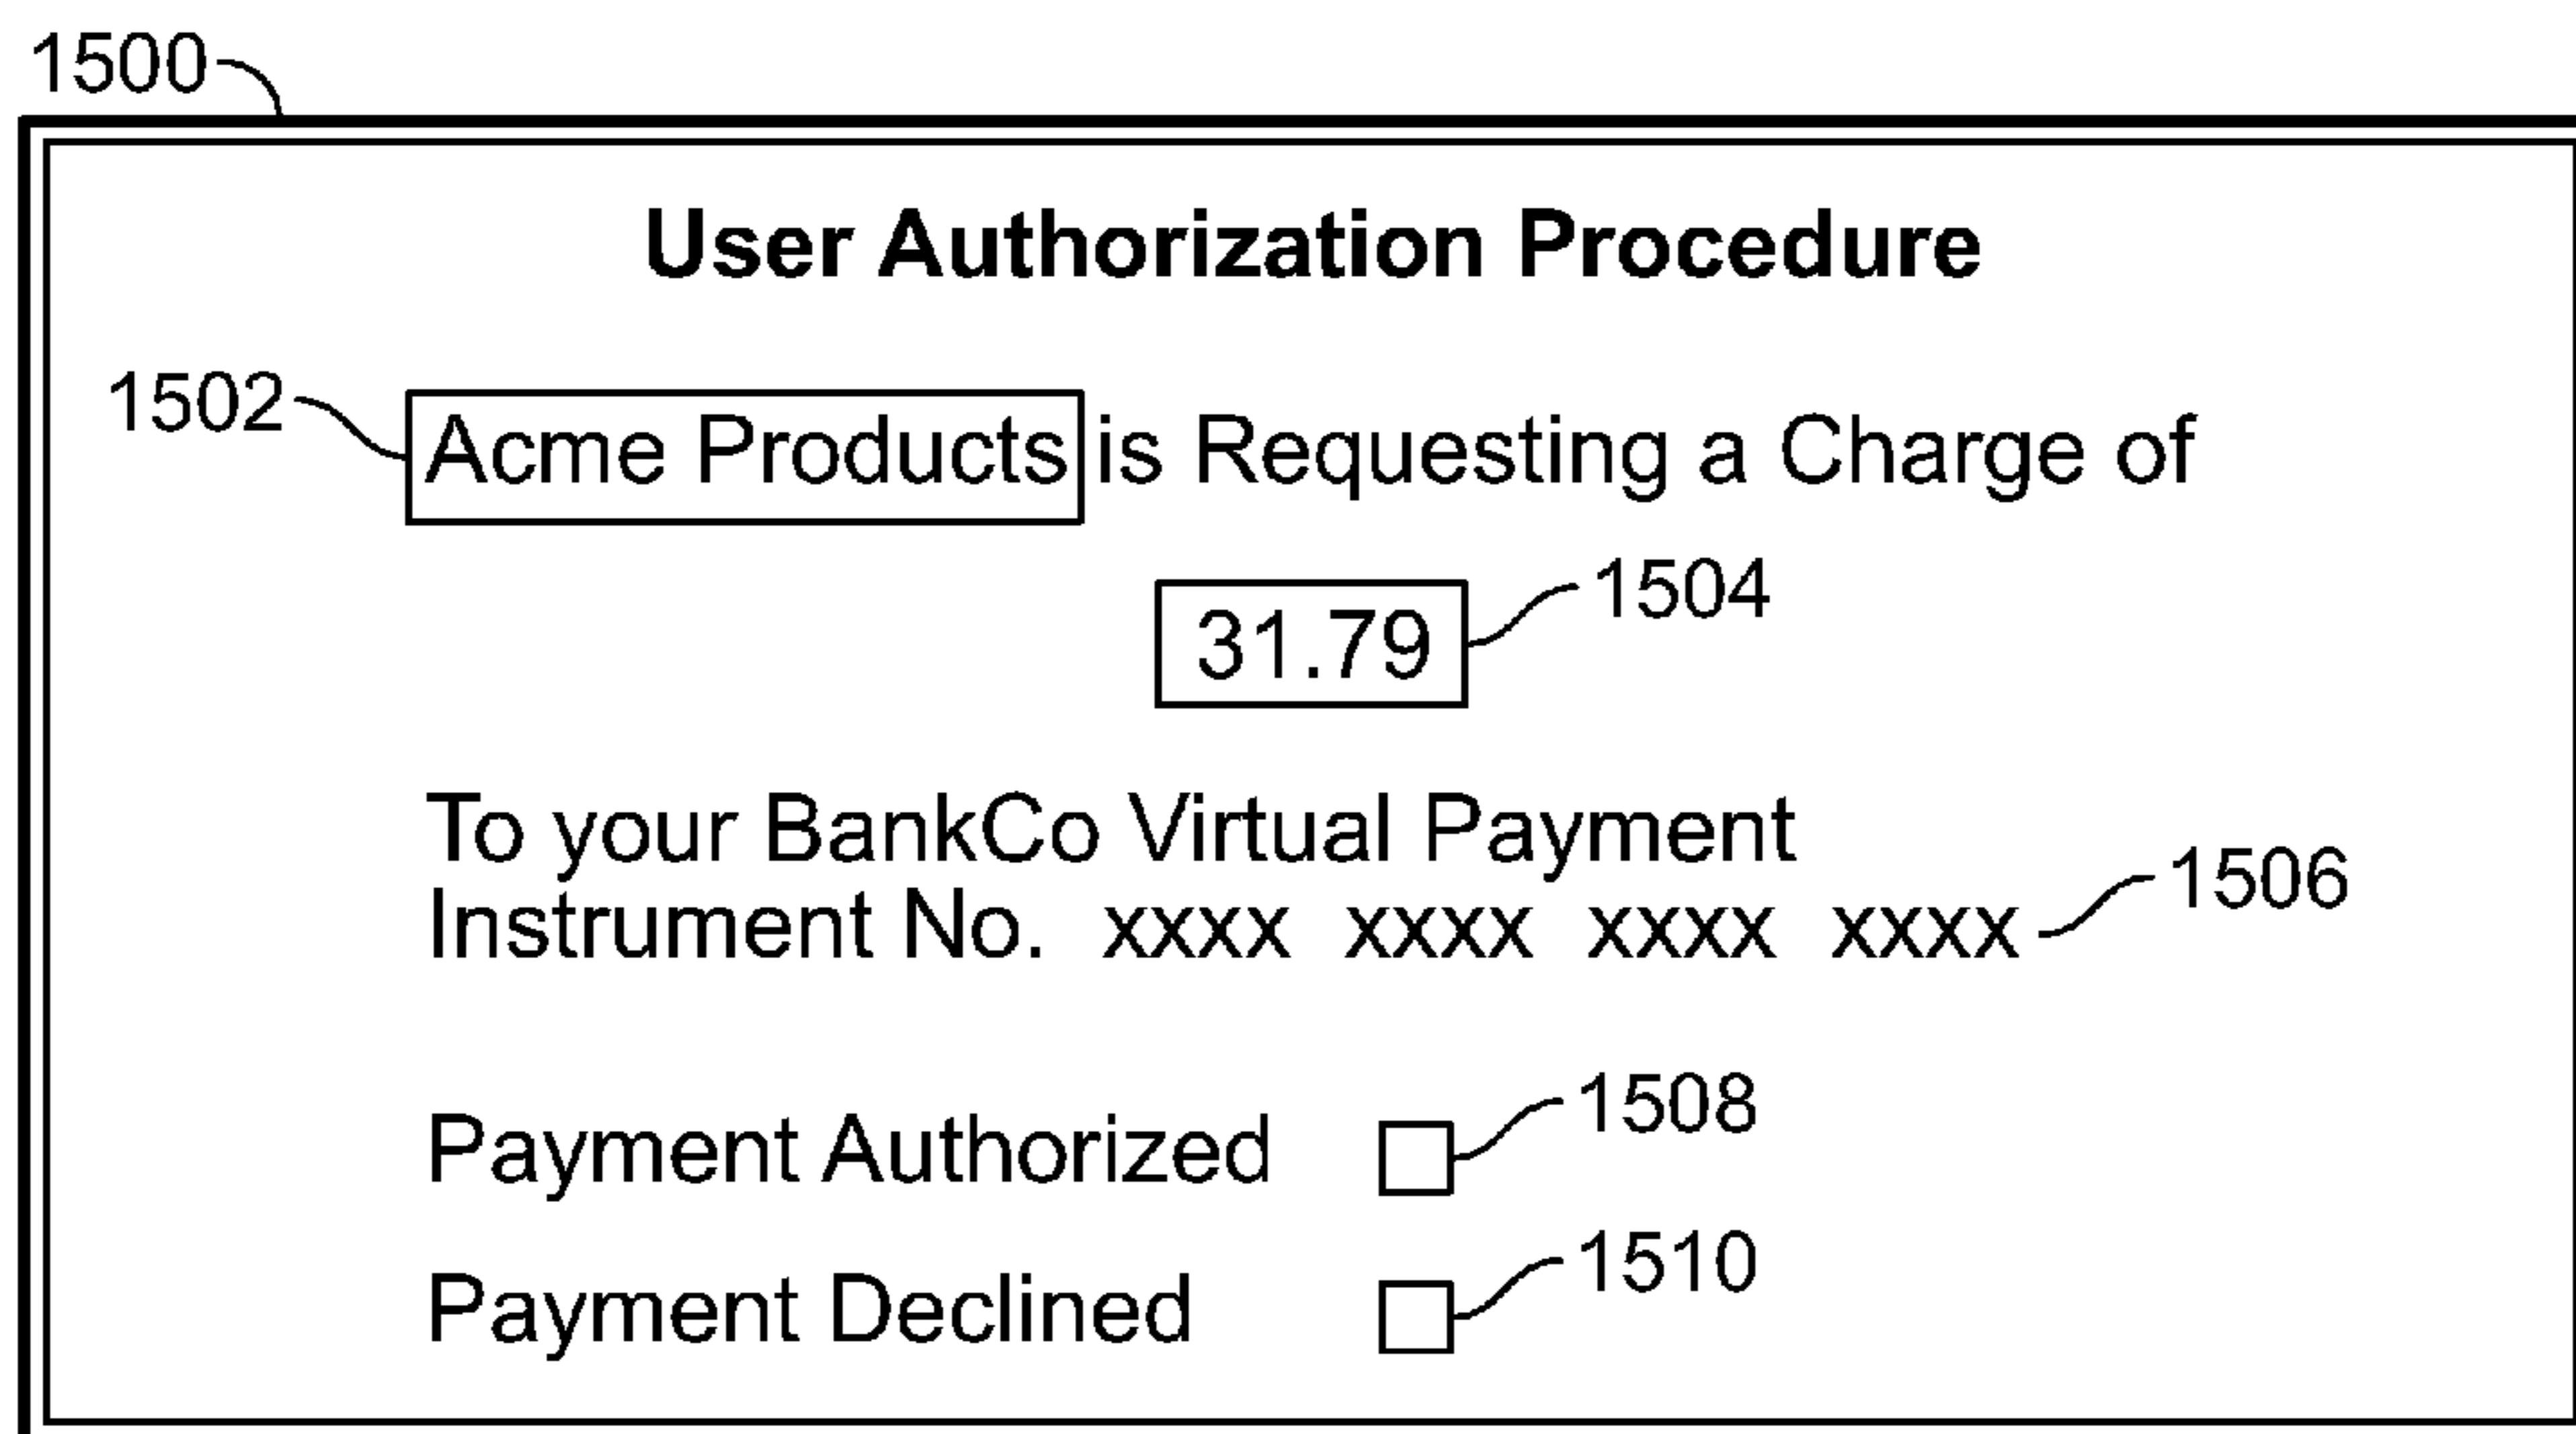 1500
User Authorization Procedure
1502 Acme Products is Requesting a Charge of
31.79 1504
To your BankCo Virtual Payment
Instrument No. xxxx xxxx xxxx xxxx 1506
Payment Authorized 1508
Payment Declined 1510